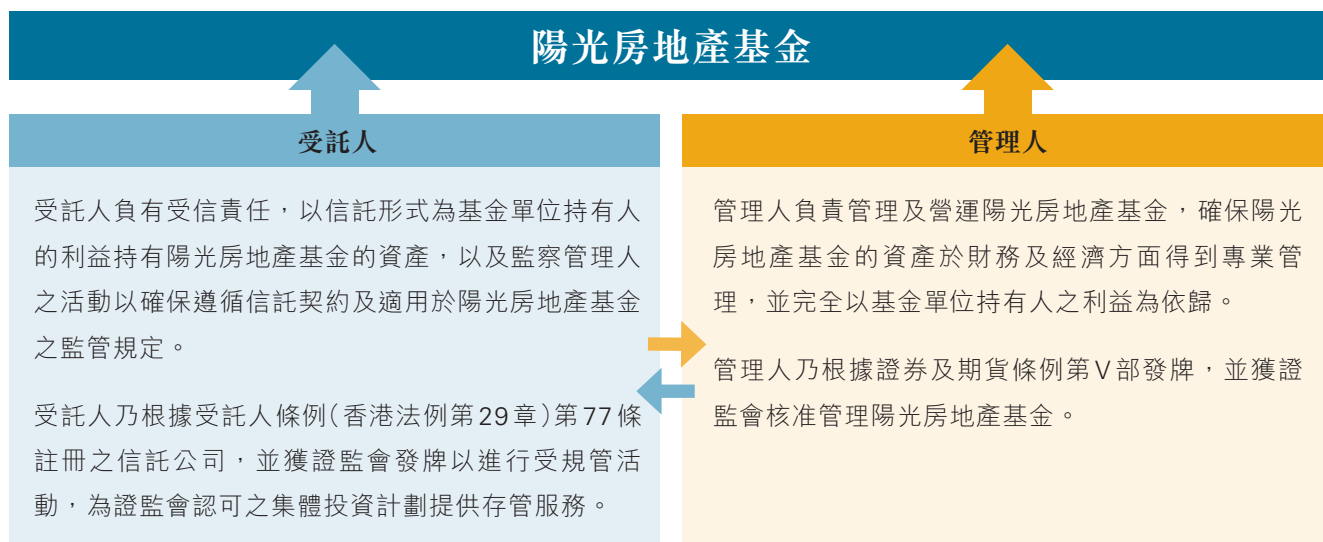 陽光房地產基金
受託人
受託人負有受信責任，以信託形式為基金單位持有人
的利益持有陽光房地產基金的資產，以及監察管理人
之活動以確保遵循信託契約及適用於陽光房地產基金
之監管規定。
受託人乃根據受託人條例(香港法例第29章)第77條
註冊之信託公司，並獲證監會發牌以進行受規管活
動，為證監會認可之集體投資計劃提供存管服務。
管理人
管理人負責管理及營運陽光房地產基金，確保陽光
房地產基金的資產於財務及經濟方面得到專業管
理，並完全以基金單位持有人之利益為依歸。
管理人乃根據證券及期貨條例第V部發牌，並獲證
監會核准管理陽光房地產基金。